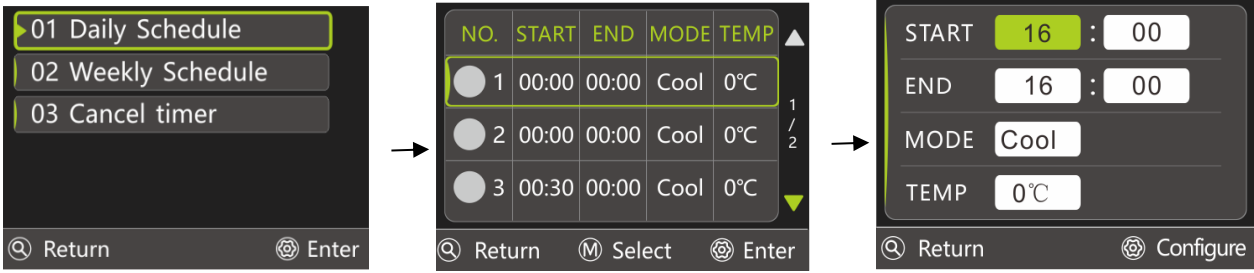 01 Daily Schedule
02 Weekly Schedule
03 Cancel timer
Return Enter
NO. START END MODE TEMP
1 00:00 00:00 Cool 0℃
2 00:00 00:00 Cool 0℃
3 00:30 00:00 Cool 0℃
1
/
2
Return M Select Enter
START 16 : 00
END 16 : 00
MODE Cool
TEMP 0℃
Return Configure